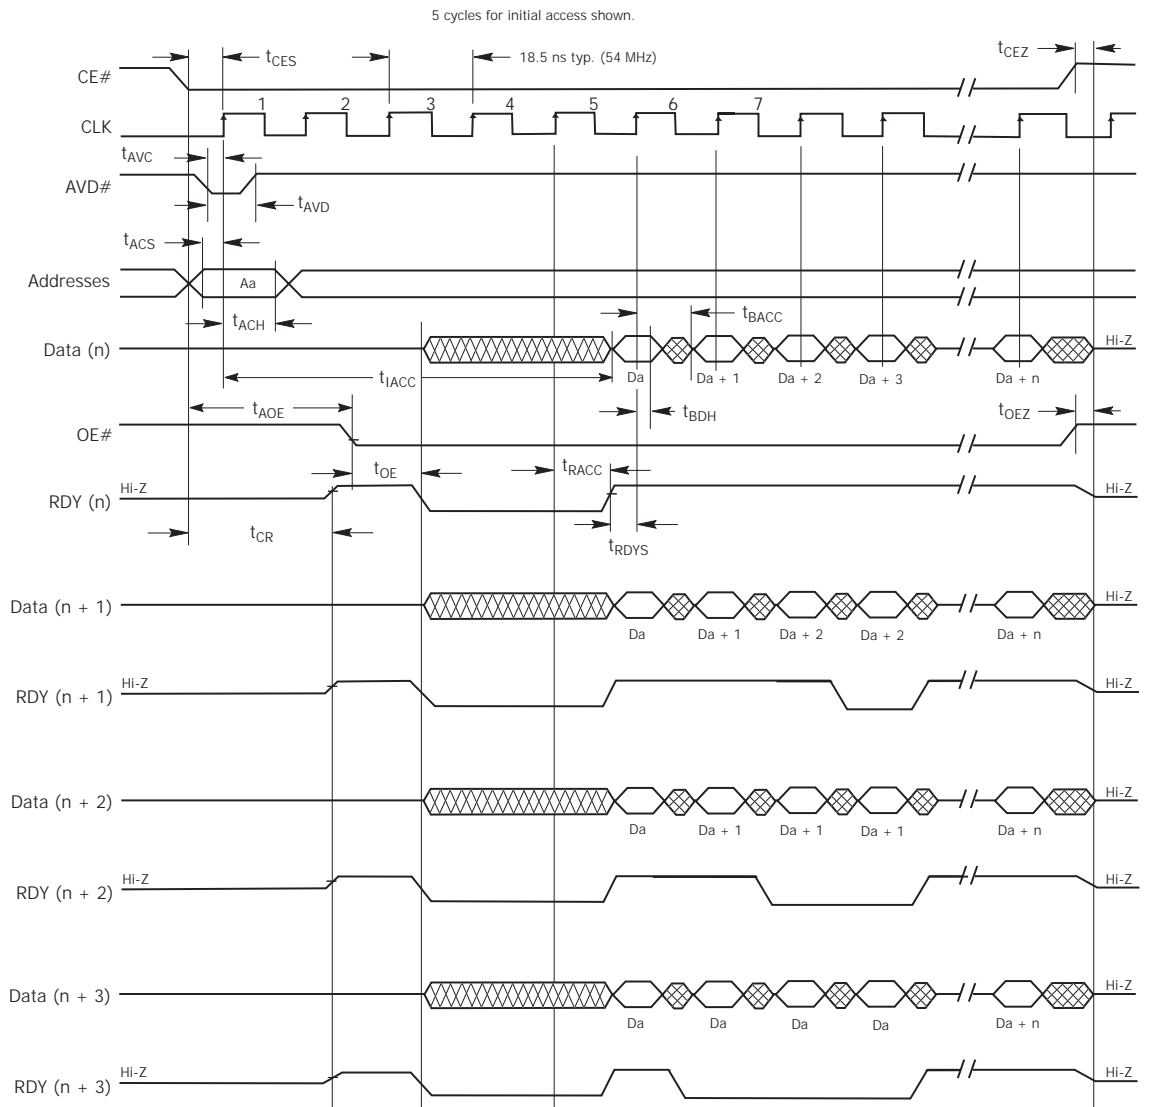 5 cycles for initial access shown.
tCES
18.5 ns typ. (54 MHz)
tCEZ
CE#
1 2 3 4 5 6 7
CLK
tAVC
AVD#
tAVD
tACS
Addresses
Aa
tACH
tBACC
Data (n)
Hi-Z
tIACC
Da
Da + 1
Da + 2
Da + 3
Da + n
tAOE
tBDH
tOEZ
OE#
tOE
tRACC
Hi-Z
Hi-Z
RDY (n)
tCR
tRDYS
Data (n + 1)
Hi-Z
Da
Da + 1
Da + 2
Da + 2
Da + n
Hi-Z
Hi-Z
RDY (n + 1)
Data (n + 2)
Hi-Z
Da
Da + 1
Da + 1
Da + 1
Da + n
Hi-Z
Hi-Z
RDY (n + 2)
Data (n + 3)
Hi-Z
Da
Da
Da
Da
Da + n
Hi-Z
Hi-Z
RDY (n + 3)